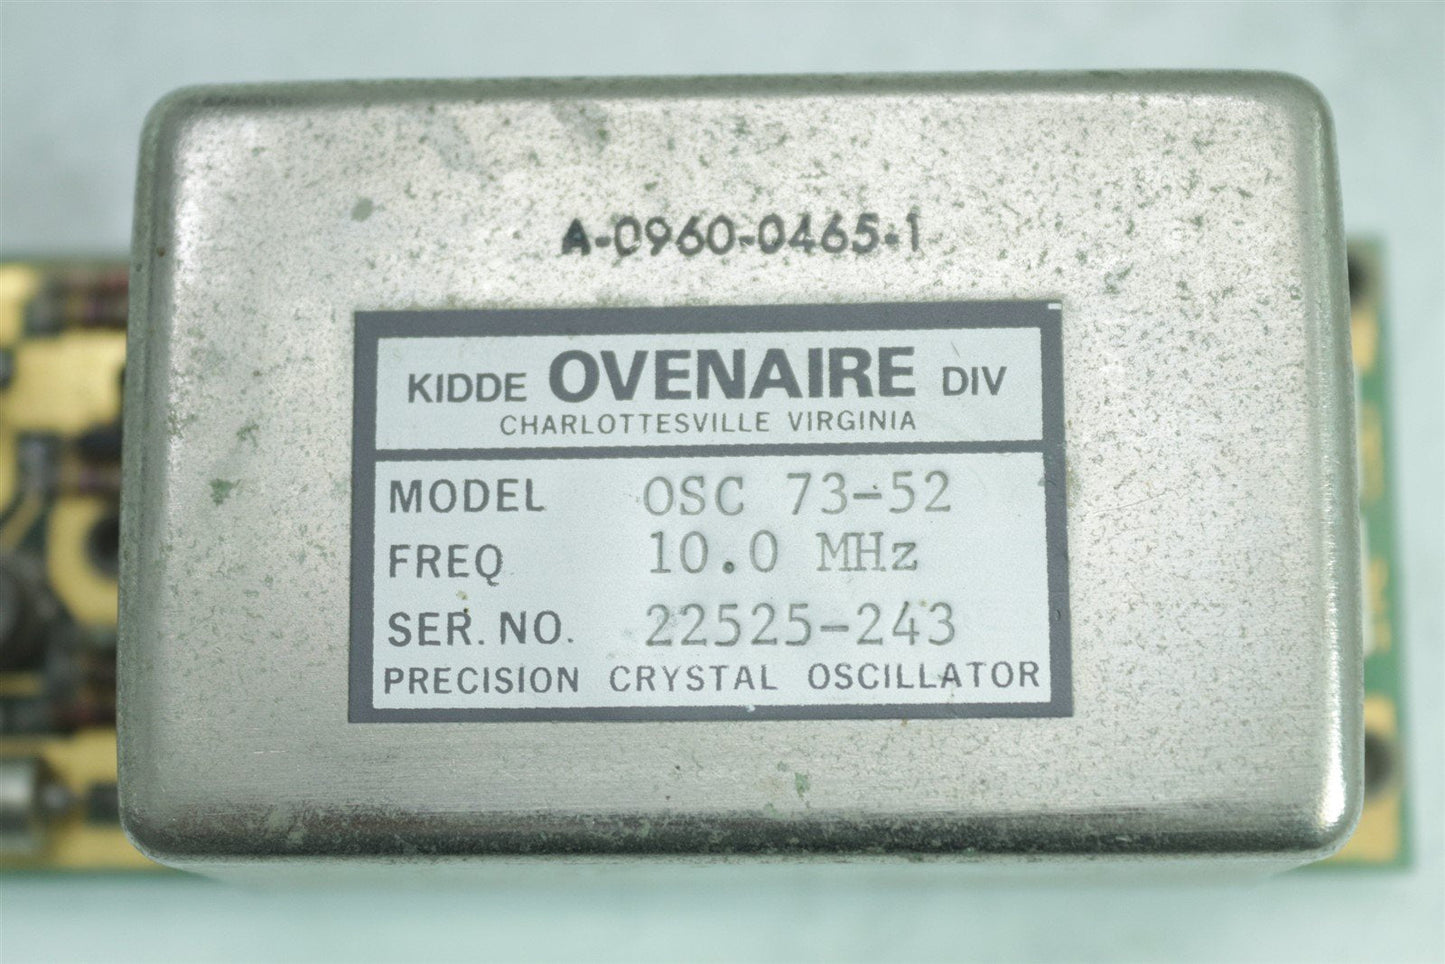 A-0960-0465-1
KIDDE OVENAIRE DIV
CHARLOTTESVILLE VIRGINIA
MODEL OSC 73-52
FREQ 10.0 MHz
SER. NO. 22525-243
PRECISION CRYSTAL OSCILLATOR